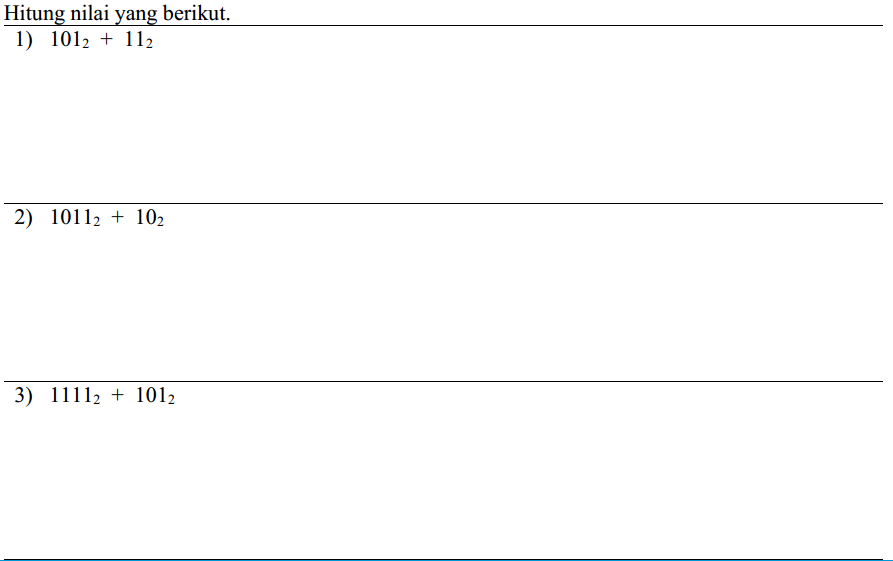 Hitung nilai yang berikut.
1) 101₂ + 11₂
2) 1011₂ + 10₂
3) 1111₂ + 101₂